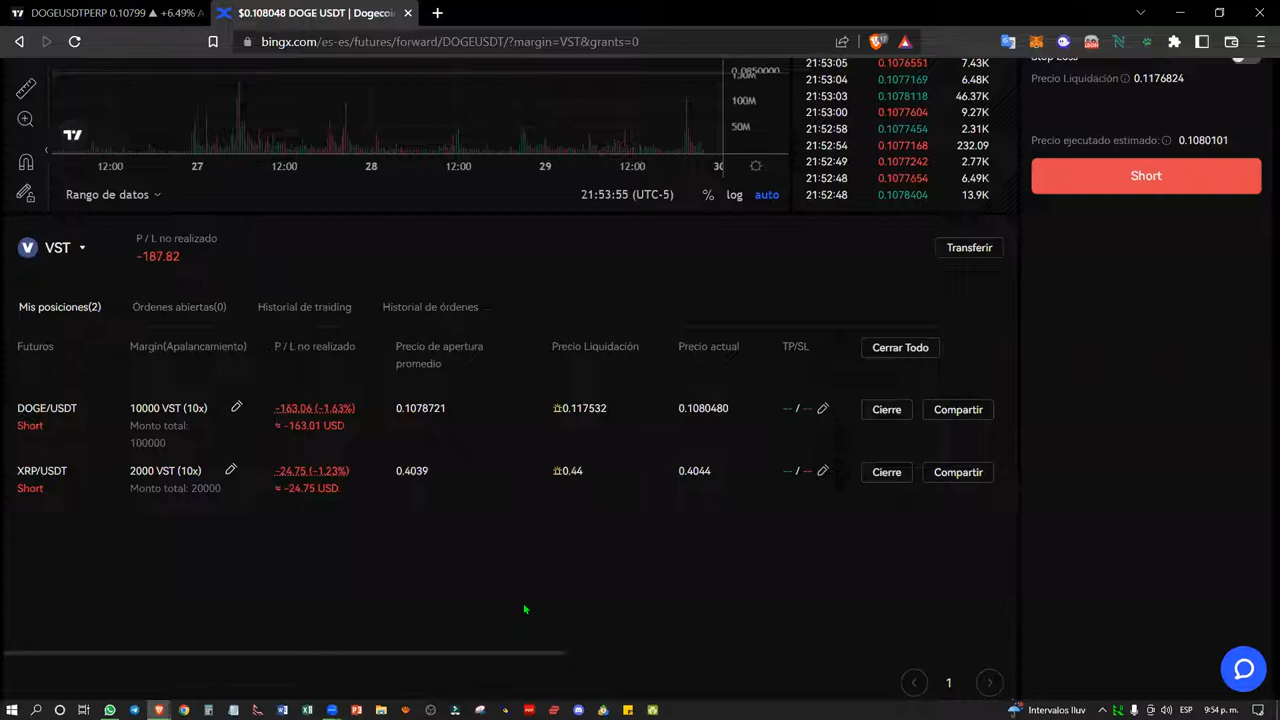 DOGEUSDTPERP 0.10799 ▲ +6.49% A
$0.108048 DOGE USDT | Dogecoi
bingx.com/es-es/futures/forward/DOGEUSDT/?margin=VST&grants=0
17
0.0850000
150M
100M
50M
12:00 27 12:00 28 12:00 29 12:00 30
Rango de datos 21:53:55 (UTC-5) % log auto
21:53:05 0.1076551 7.43K
21:53:04 0.1077169 6.48K
21:53:03 0.1078118 46.37K
21:53:00 0.1077604 9.27K
21:52:58 0.1077454 2.31K
21:52:54 0.1077168 232.09
21:52:49 0.1077242 2.77K
21:52:48 0.1077654 6.49K
21:52:48 0.1078404 13.9K
Stop Loss
Precio Liquidación 0.1176824
Precio ejecutado estimado: 0.1080101
Short
VST
P / L no realizado
-187.82
Transferir
Mis posiciones(2) Órdenes abiertas(0) Historial de traiding Historial de órdenes
Futuros Margin(Apalancamiento) P / L no realizado Precio de apertura promedio Precio Liquidación Precio actual TP/SL Cerrar Todo
DOGE/USDT 10000 VST (10x) -163.06 (-1.63%) 0.1078721 0.117532 0.1080480 -- / -- Cierre Compartir
Short Monto total: 100000 ≈ -163.01 USD
XRP/USDT 2000 VST (10x) -24.75 (-1.23%) 0.4039 0.44 0.4044 -- / -- Cierre Compartir
Short Monto total: 20000 ≈ -24.75 USD
1
Intervalos lluv ESP 9:54 p. m.